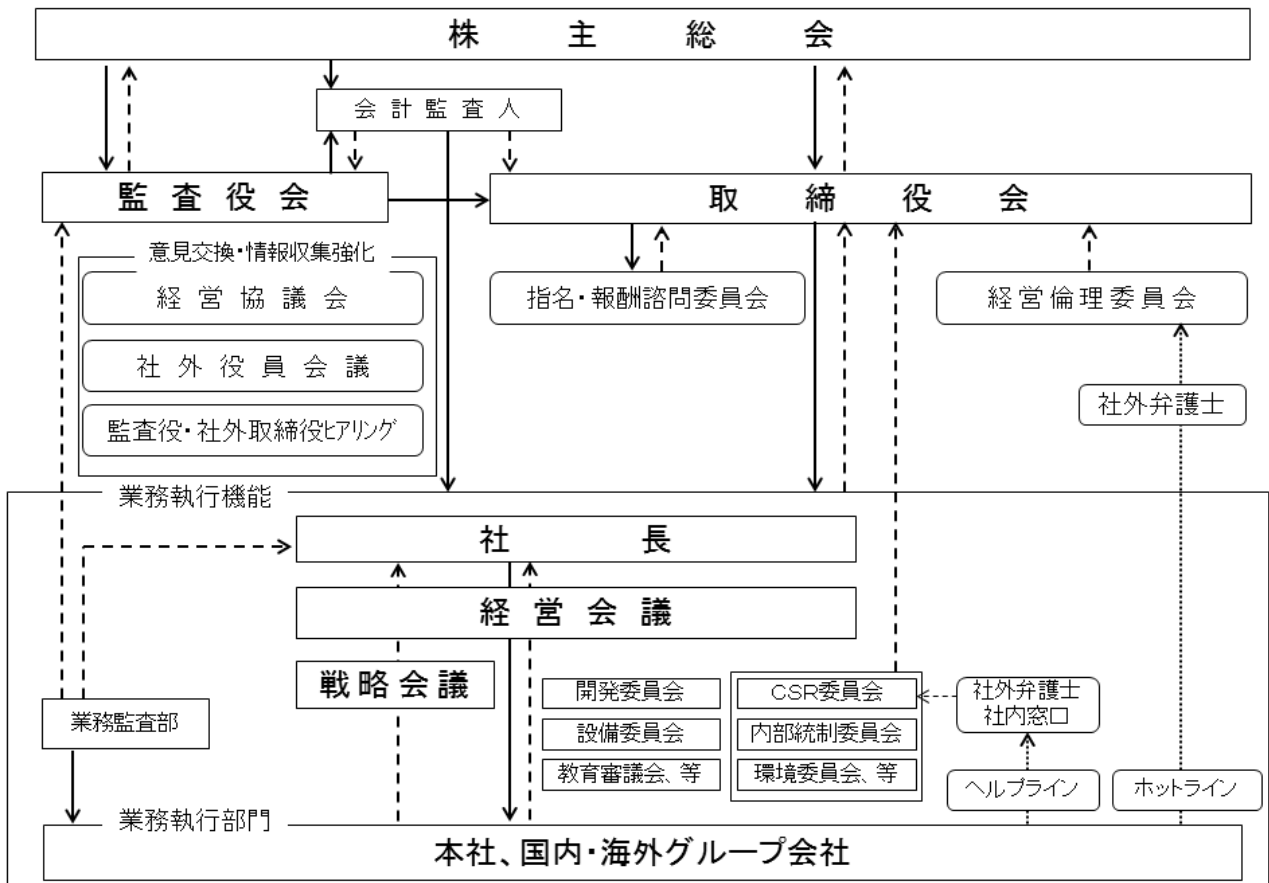 株主総会
会計監査人
監査役会
取締役会
意見交換・情報収集強化
経営協議会
社外役員会議
監査役・社外取締役ヒアリング
指名・報酬諮問委員会
経営倫理委員会
社外弁護士
業務執行機能
社長
経営会議
戦略会議
業務監査部
開発委員会
設備委員会
教育審議会、等
CSR委員会
内部統制委員会
環境委員会、等
社外弁護士
社内窓口
ヘルプライン
ホットライン
業務執行部門
本社、国内・海外グループ会社